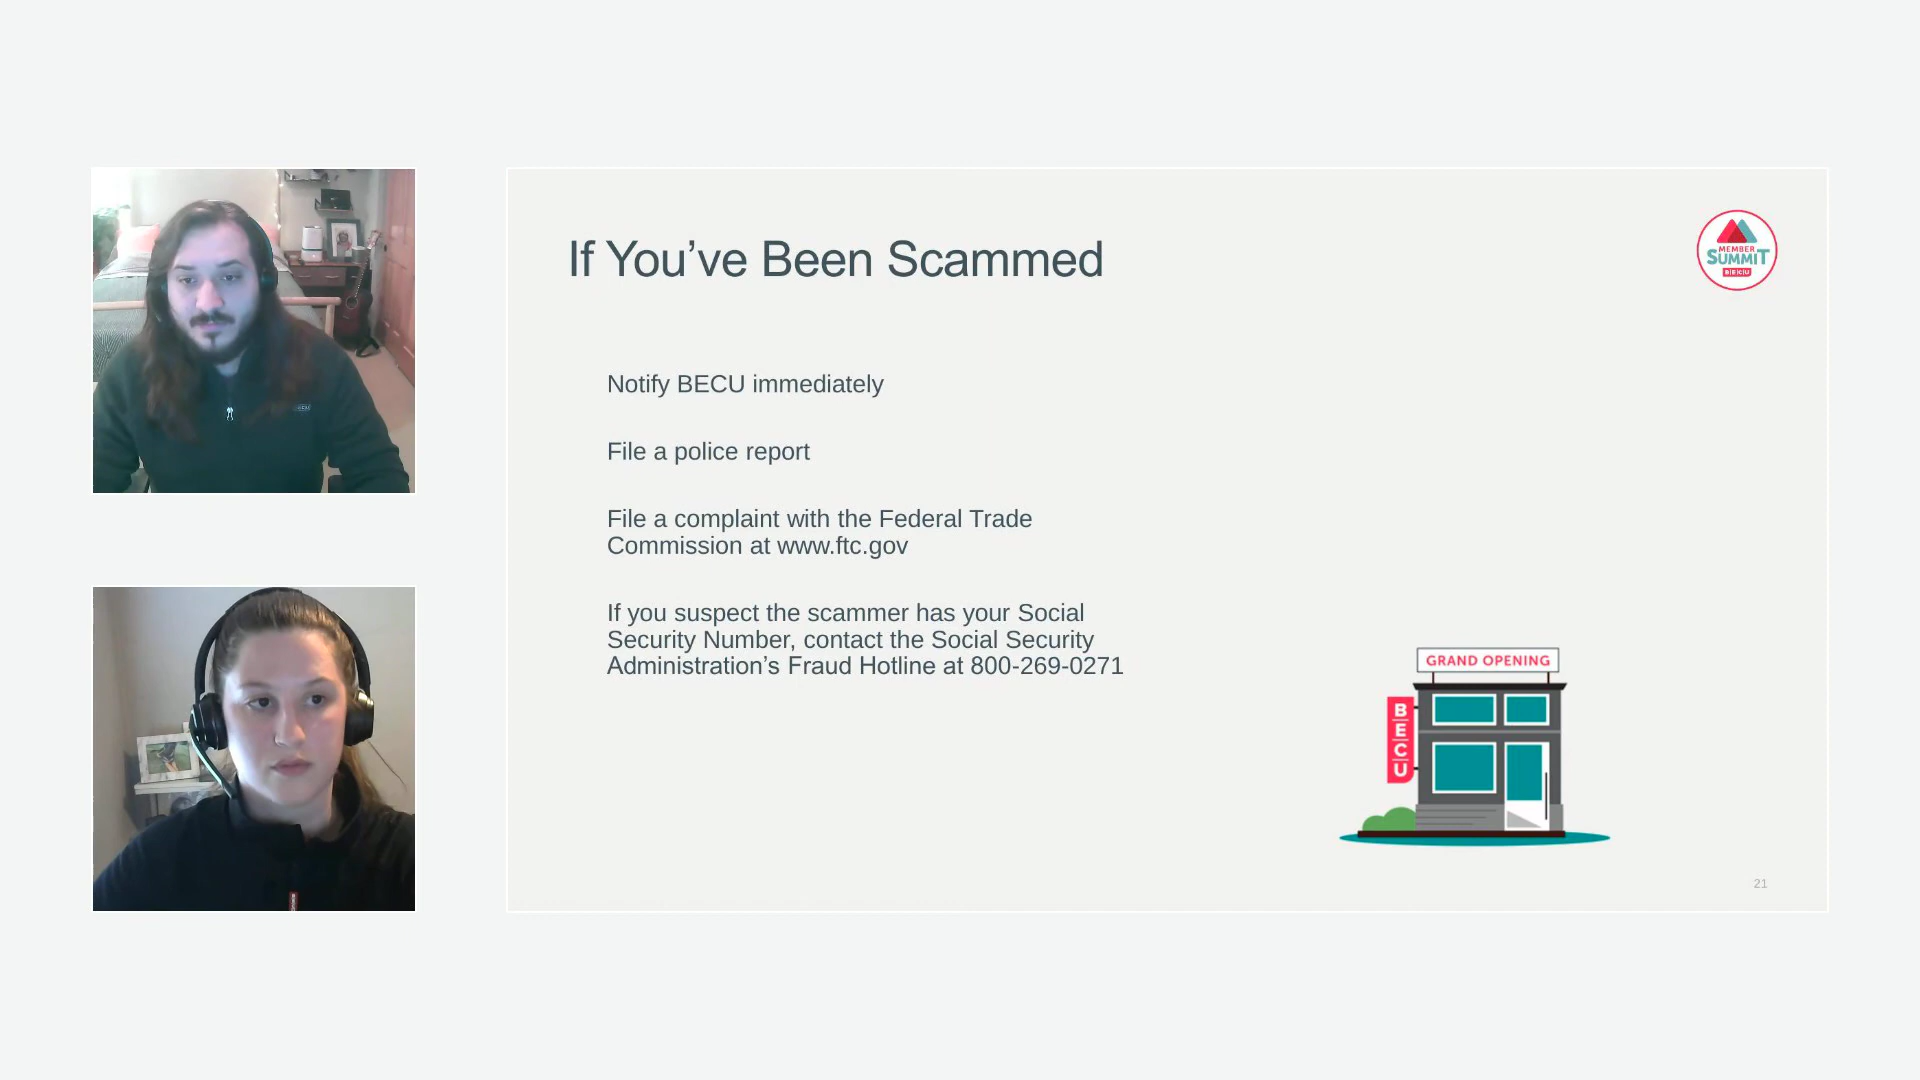 If You’ve Been Scammed
MEMBER
SUMMIT
BECU
Notify BECU immediately
File a police report
File a complaint with the Federal Trade
Commission at www.ftc.gov
If you suspect the scammer has your Social
Security Number, contact the Social Security
Administration’s Fraud Hotline at 800-269-0271
GRAND OPENING
BECU
21